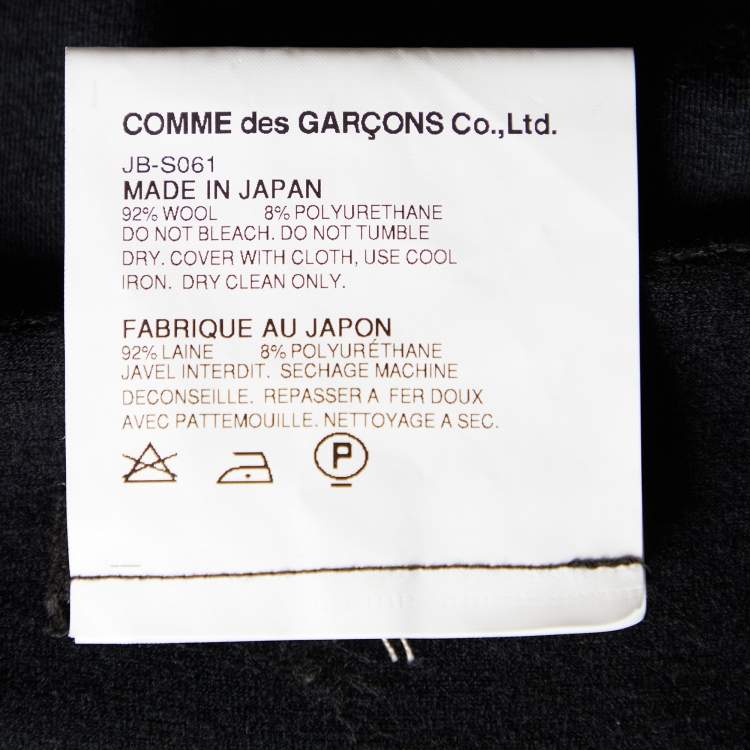 COMME des GARÇONS Co.,Ltd.
JB-S061
MADE IN JAPAN
92% WOOL 8% POLYURETHANE
DO NOT BLEACH. DO NOT TUMBLE
DRY. COVER WITH CLOTH, USE COOL
IRON. DRY CLEAN ONLY.
FABRIQUE AU JAPON
92% LAINE 8% POLYURÉTHANE
JAVEL INTERDIT. SECHAGE MACHINE
DECONSEILLE. REPASSER A FER DOUX
AVEC PATTEMOUILLE. NETTOYAGE A SEC.
P